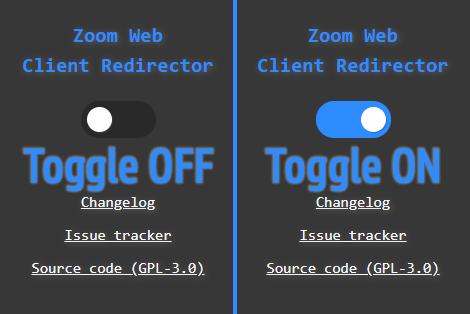 Zoom Web
Client Redirector
Toggle OFF
Changelog
Issue tracker
Source code (GPL-3.0)
Zoom Web
Client Redirector
Toggle ON
Changelog
Issue tracker
Source code (GPL-3.0)